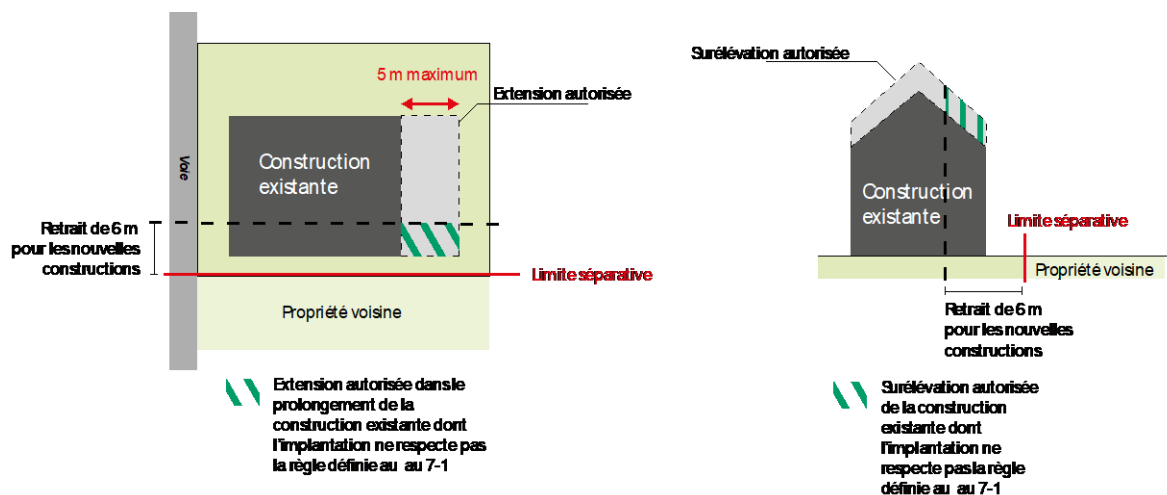 5 m maximum
Extension autorisée
Voie
Construction
existante
Retrait de 6 m
pour les nouvelles
constructions
Limite séparative
Propriété voisine
Extension autorisée dans le
prolongement de la
construction existante dont
l'implantation ne respecte pas
la règle définie au au 7-1
Surélévation autorisée
Construction
existante
Limite séparative
Propriété voisine
Retrait de 6 m
pour les nouvelles
constructions
Surélévation autorisée
de la construction
existante dont
l'implantation ne
respecte pas la règle
définie au au 7-1